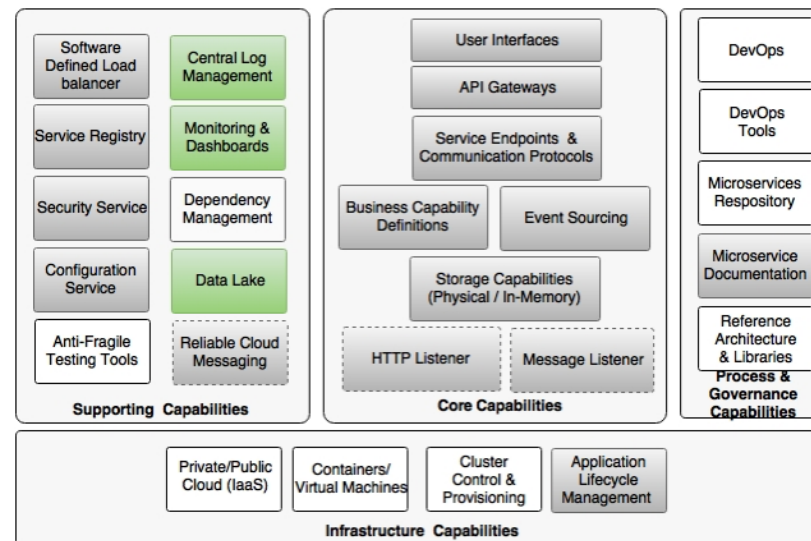 Software
Defined Load
balancer
Central Log
Management
Service Registry
Monitoring &
Dashboards
Security Service
Dependency
Management
Configuration
Service
Data Lake
Anti-Fragile
Testing Tools
Reliable Cloud
Messaging
Supporting Capabilities
User Interfaces
API Gateways
Service Endpoints &
Communication Protocols
Business Capability
Definitions
Event Sourcing
Storage Capabilities
(Physical / In-Memory)
HTTP Listener
Message Listener
Core Capabilities
DevOps
DevOps
Tools
Microservices
Respository
Microservice
Documentation
Reference
Architecture
& Libraries
Process &
Governance
Capabilities
Private/Public
Cloud (IaaS)
Containers/
Virtual Machines
Cluster
Control &
Provisioning
Application
Lifecycle
Management
Infrastructure Capabilities